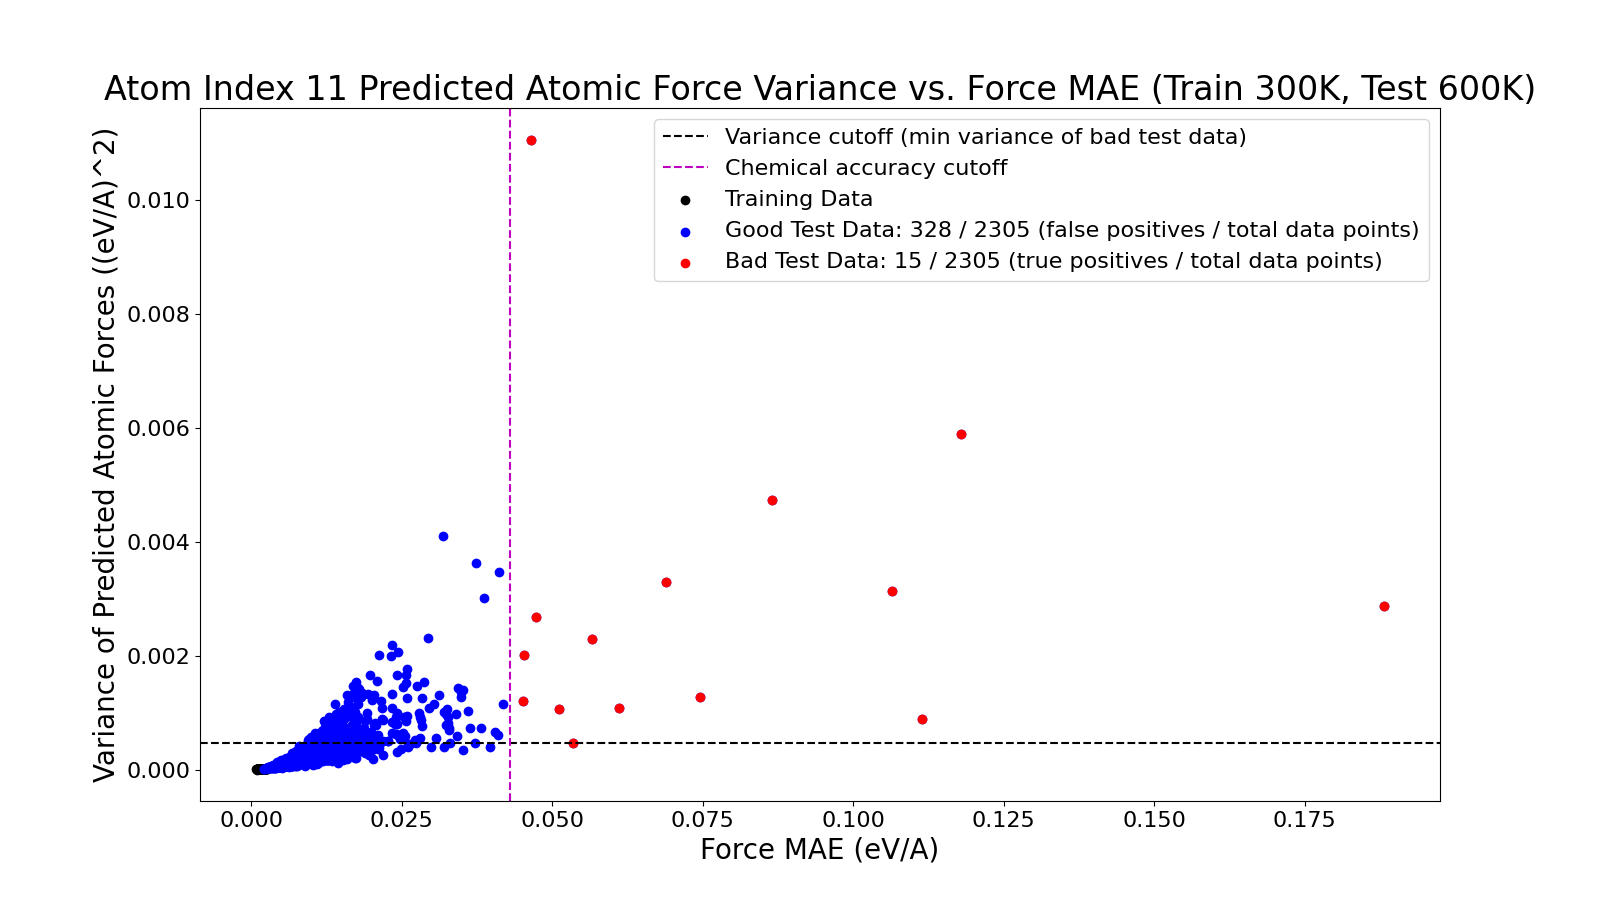 Atom Index 11 Predicted Atomic Force Variance vs. Force MAE (Train 300K, Test 600K)
Variance of Predicted Atomic Forces ((eV/A)^2)
0.010
0.008
0.006
0.004
0.002
0.000
Variance cutoff (min variance of bad test data)
Chemical accuracy cutoff
Training Data
Good Test Data: 328 / 2305 (false positives / total data points)
Bad Test Data: 15 / 2305 (true positives / total data points)
0.000 0.025 0.050 0.075 0.100 0.125 0.150 0.175
Force MAE (eV/A)